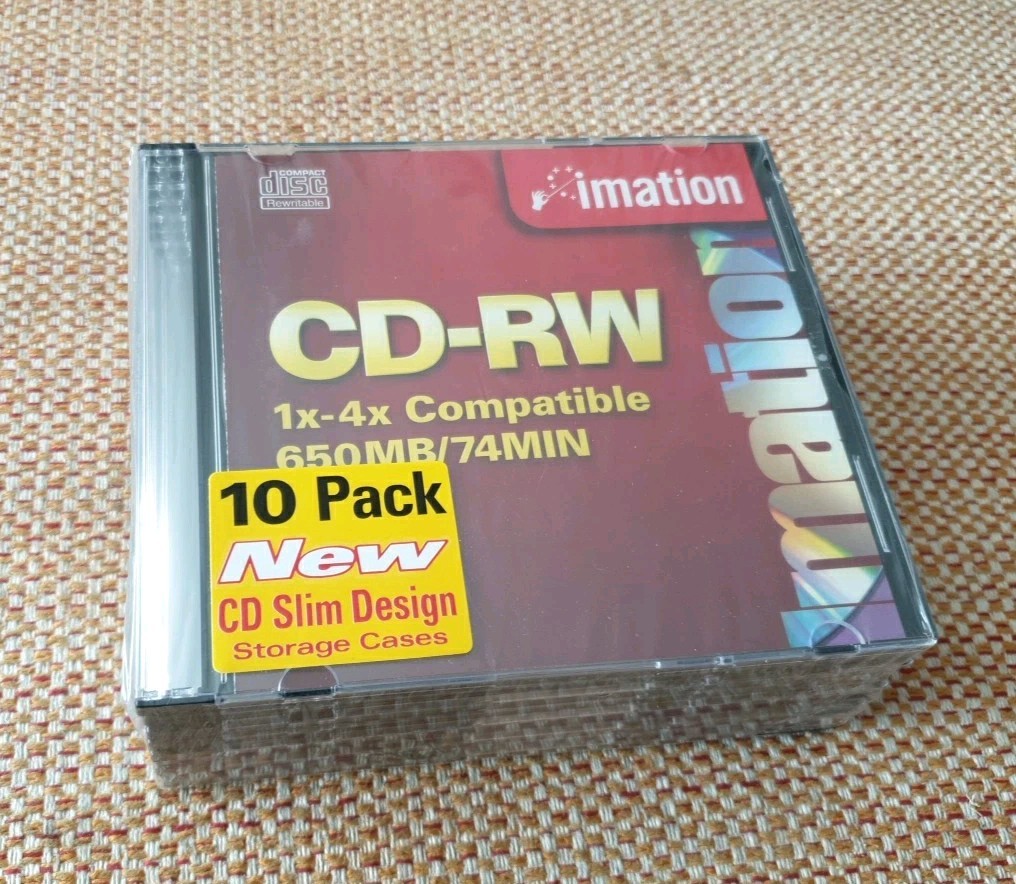 COMPACT
disc
Rewritable
imation
CD-RW
1x-4x Compatible
650MB/74MIN
imation
10 Pack
New
CD Slim Design
Storage Cases